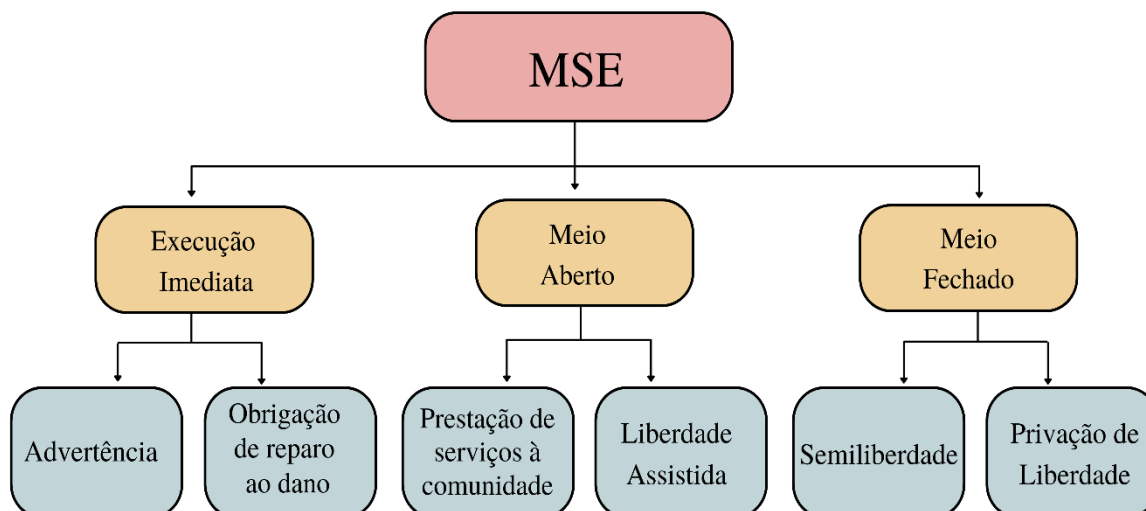 MSE
Execução
Imediata
Meio
Aberto
Meio
Fechado
Advertência
Obrigação
de reparo
ao dano
Prestação de
serviços à
comunidade
Liberdade
Assistida
Semiliberdade
Privação de
Liberdade